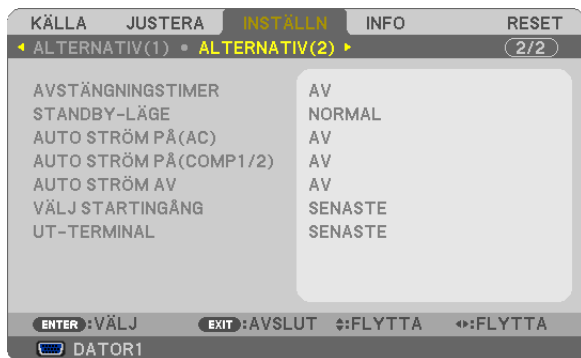 KÄLLA JUSTERA INSTÄLLN INFO RESET
ALTERNATIV(1) • ALTERNATIV(2) 2/2
AVSTÄNGNINGSTIMER AV
STANDBY-LÄGE NORMAL
AUTO STRÖM PÅ(AC) AV
AUTO STRÖM PÅ(COMP1/2) AV
AUTO STRÖM AV AV
VÄLJ STARTINGÅNG SENASTE
UT-TERMINAL SENASTE
ENTER :VÄLJ EXIT :AVSLUT :FLYTTA :FLYTTA
DATOR1